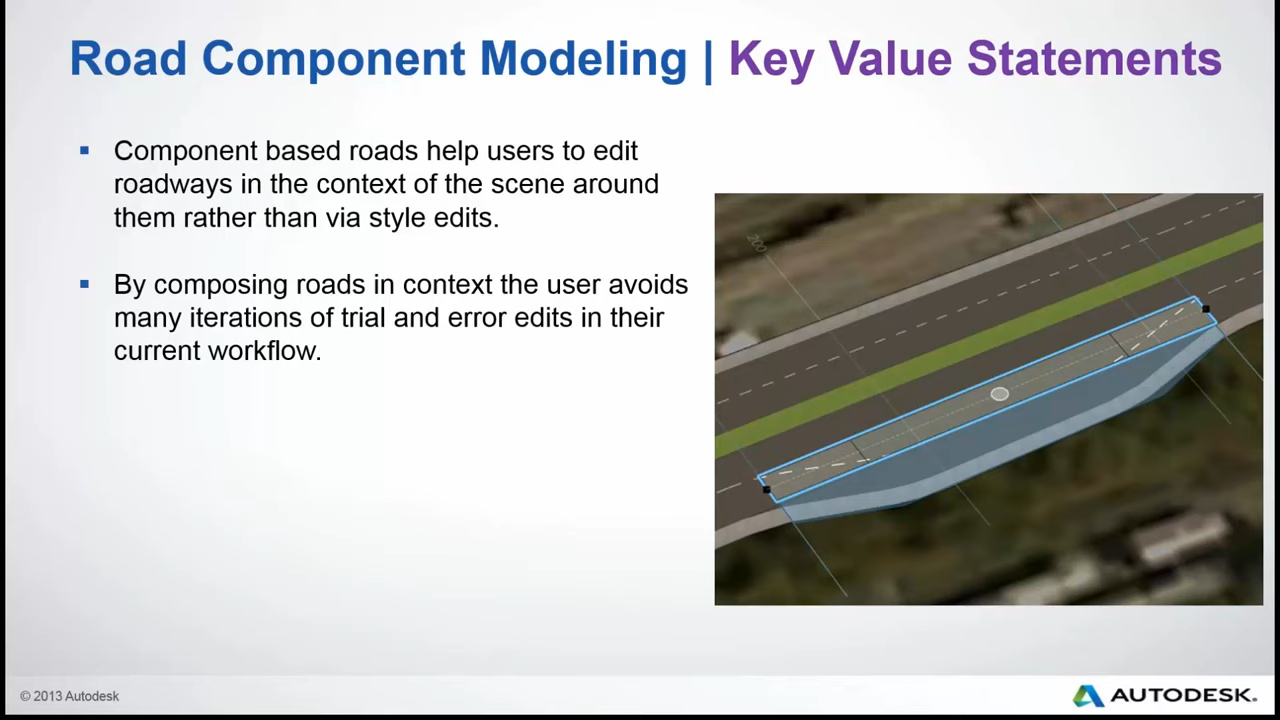 Road Component Modeling | Key Value Statements
Component based roads help users to edit
roadways in the context of the scene around
them rather than via style edits.
By composing roads in context the user avoids
many iterations of trial and error edits in their
current workflow.
200
© 2013 Autodesk
AUTODESK.